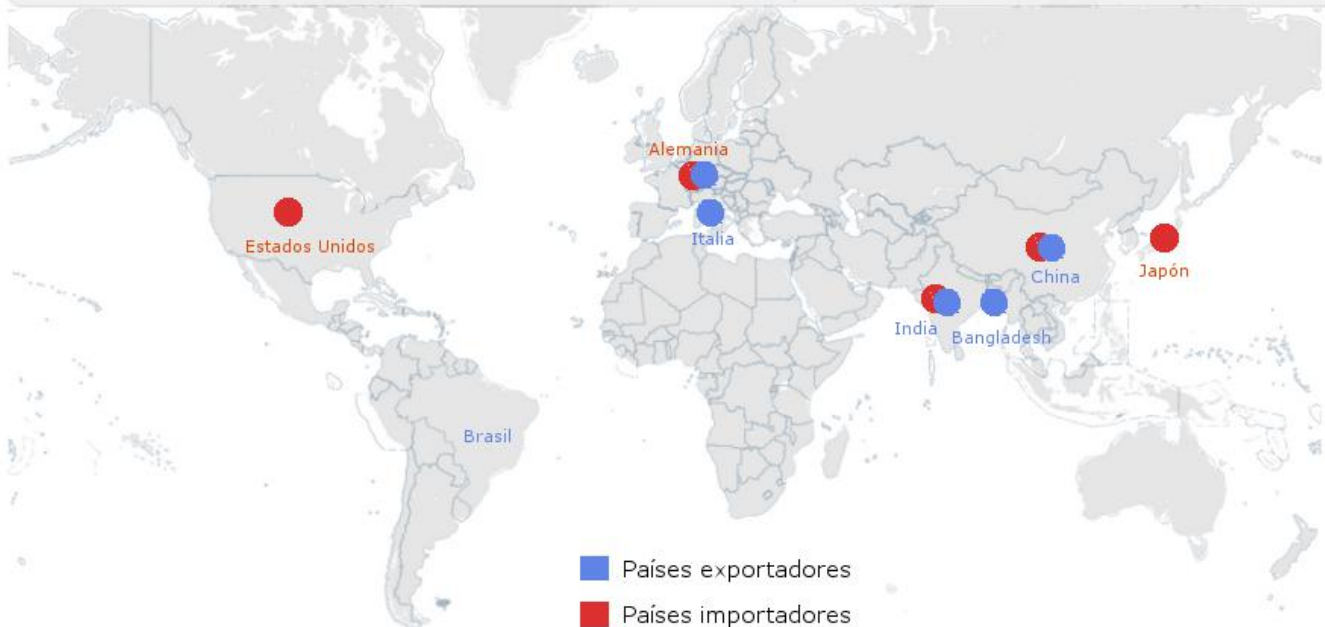 Alemania
Estados Unidos
Italia
China
Japón
India
Bangladesh
Brasil
Países exportadores
Países importadores